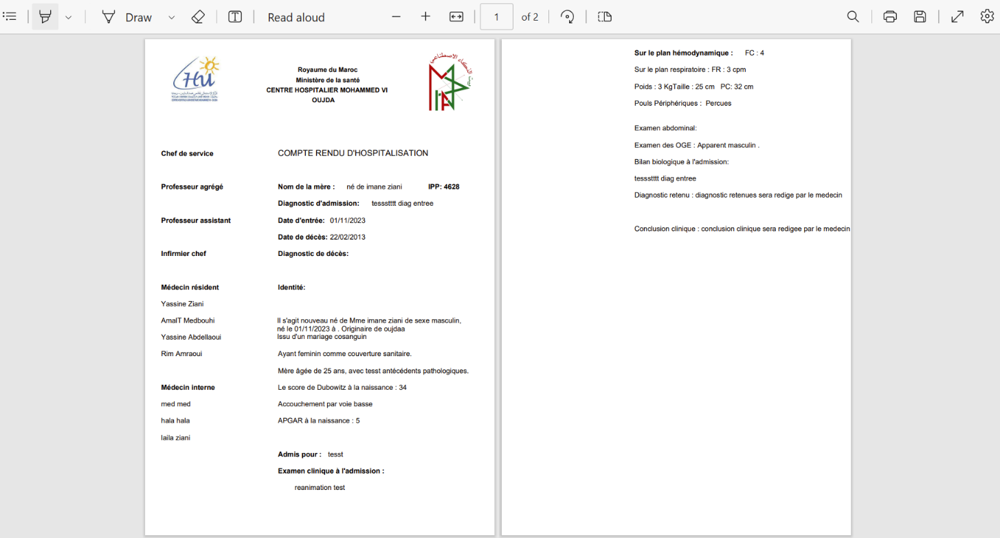 Draw
Read aloud
1
of 2
Hu
Royaume du Maroc
Ministère de la santé
CENTRE HOSPITALIER MOHAMMED VI
OUJDA
بيت الذكاء الاصطناعي
Chef de service
COMPTE RENDU D'HOSPITALISATION
Professeur agrégé
Nom de la mère : né de imane ziani IPP: 4628
Diagnostic d'admission: tessstttt diag entree
Professeur assistant
Date d'entrée: 01/11/2023
Date de décès: 22/02/2013
Infirmier chef
Diagnostic de décès:
Médecin résident
Identité:
Yassine Ziani
AmalT Medbouhi
Il s'agit nouveau né de Mme imane ziani de sexe masculin,
né le 01/11/2023 à . Originaire de oujdaa
Yassine Abdellaoui
Issu d'un mariage cosanguin
Rim Amraoui
Ayant feminin comme couverture sanitaire.
Mère âgée de 25 ans, avec tesst antécédents pathologiques.
Médecin interne
Le score de Dubowitz à la naissance : 34
med med
Accouchement par voie basse
hala hala
APGAR à la naissance : 5
laila ziani
Admis pour : tesst
Examen clinique à l'admission :
reanimation test
Sur le plan hémodynamique : FC : 4
Sur le plan respiratoire : FR : 3 cpm
Poids : 3 KgTaille : 25 cm PC: 32 cm
Pouls Périphériques : Percues
Examen abdominal:
Examen des OGE : Apparent masculin .
Bilan biologique à l'admission:
tessstttt diag entree
Diagnostic retenu : diagnostic retenues sera redige par le medecin
Conclusion clinique : conclusion clinique sera redigee par le medecin